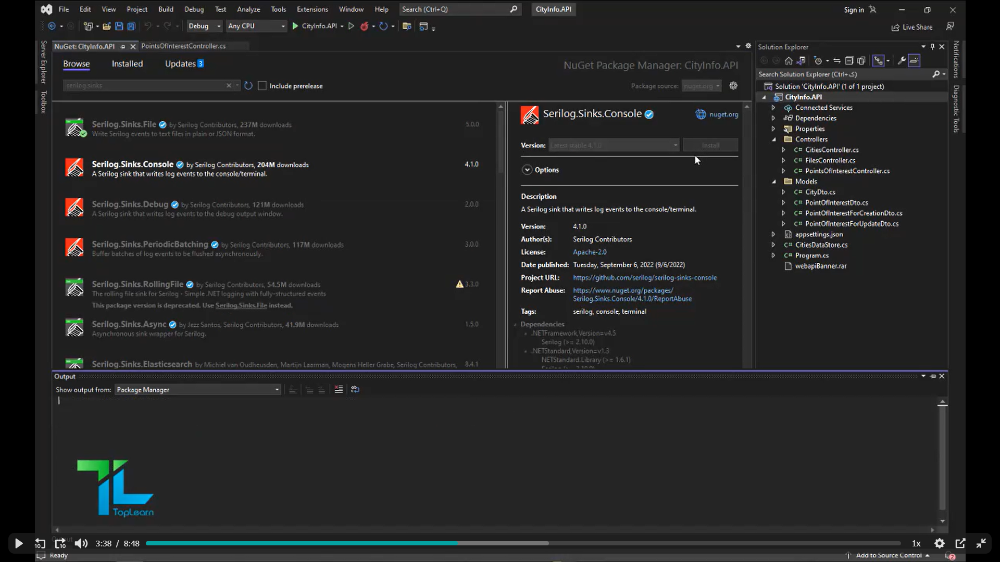 File Edit View Project Build Debug Test Analyze Tools Extensions Window Help Search (Ctrl+Q) CityInfo.API Sign in
Debug Any CPU CityInfo.API Live Share
Server Explorer
Toolbox
NuGet: CityInfo.API PointsOfInterestController.cs
Browse Installed Updates 3
NuGet Package Manager: CityInfo.API
serilog.sinks Include prerelease Package source: nuget.org
Serilog.Sinks.File by Serilog Contributors, 237M downloads 5.0.0
Write Serilog events to text files in plain or JSON format.
Serilog.Sinks.Console by Serilog Contributors, 204M downloads 4.1.0
A Serilog sink that writes log events to the console/terminal.
Serilog.Sinks.Debug by Serilog Contributors, 121M downloads 2.0.0
A Serilog sink that writes log events to the debug output window.
Serilog.Sinks.PeriodicBatching by Serilog Contributors, 117M downloads 3.0.0
Buffer batches of log events to be flushed asynchronously.
Serilog.Sinks.RollingFile by Serilog Contributors, 54.5M downloads 3.3.0
The rolling file sink for Serilog - Simple .NET logging with fully-structured events
This package version is deprecated. Use Serilog.Sinks.File instead.
Serilog.Sinks.Async by Jezz Santos, Serilog Contributors, 41.9M downloads 1.5.0
Asynchronous sink wrapper for Serilog.
Serilog.Sinks.Elasticsearch by Michiel van Oudheusden, Martijn Laarman, Mogens Heller Grabe, Serilog Contributors, 8.4.1
Serilog.Sinks.Console nuget.org
Version: Latest stable 4.1.0 Install
Options
Description
A Serilog sink that writes log events to the console/terminal.
Version: 4.1.0
Author(s): Serilog Contributors
License: Apache-2.0
Date published: Tuesday, September 6, 2022 (9/6/2022)
Project URL: https://github.com/serilog/serilog-sinks-console
Report Abuse: https://www.nuget.org/packages/
Serilog.Sinks.Console/4.1.0/ReportAbuse
Tags: serilog, console, terminal
Dependencies
.NETFramework,Version=v4.5
Serilog (>= 2.10.0)
.NETStandard,Version=v1.3
NETStandard.Library (>= 1.6.1)
Serilog (>= 2.10.0)
Solution Explorer
Search Solution Explorer (Ctrl+ک)
Solution 'CityInfo.API' (1 of 1 project)
CityInfo.API
Connected Services
Dependencies
Properties
Controllers
C# CitiesController.cs
C# FilesController.cs
C# PointsOfInterestController.cs
Models
C# CityDto.cs
C# PointOfInterestDto.cs
C# PointOfInterestForCreationDto.cs
C# PointOfInterestForUpdateDto.cs
appsettings.json
C# CitiesDataStore.cs
C# Program.cs
webapiBanner.rar
Notifications
Diagnostic Tools
Output
Show output from: Package Manager
TopLearn
Output
10 10 3:38 / 8:48 1x
Ready Add to Source Control 2